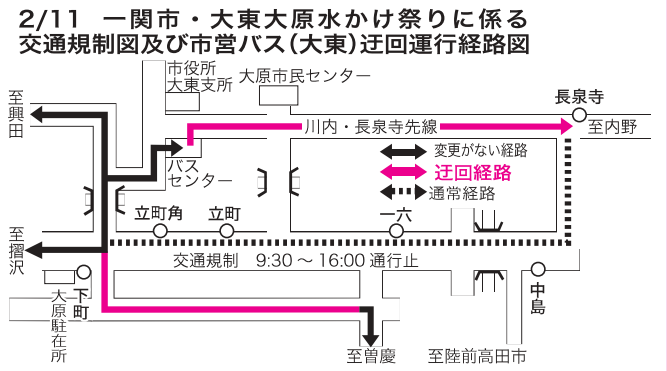 2/11　一関市・大東大原水かけ祭りに係る
交通規制図及び市営バス（大東）迂回運行経路図
市役所
大東支所
大原市民センター
長泉寺
至興田
川内・長泉寺先線
至内野
バス
センター
変更がない経路
迂回経路
通常経路
立町角
立町
一六
至摺沢
交通規制　9:30～16:00通行止
下町
中島
大原駐在所
至曽慶
至陸前高田市